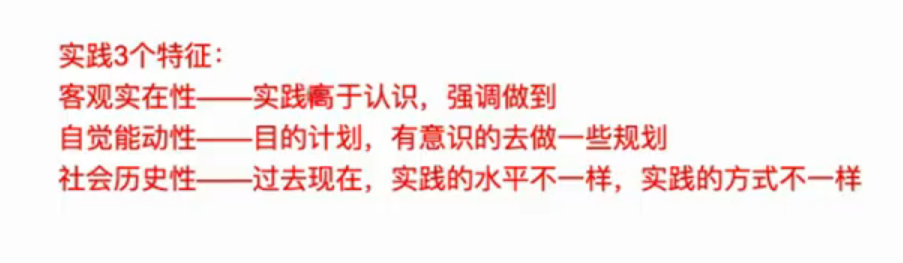 实践3个特征：
客观实在性——实践高于认识，强调做到
自觉能动性——目的计划，有意识的去做一些规划
社会历史性——过去现在，实践的水平不一样，实践的方式不一样